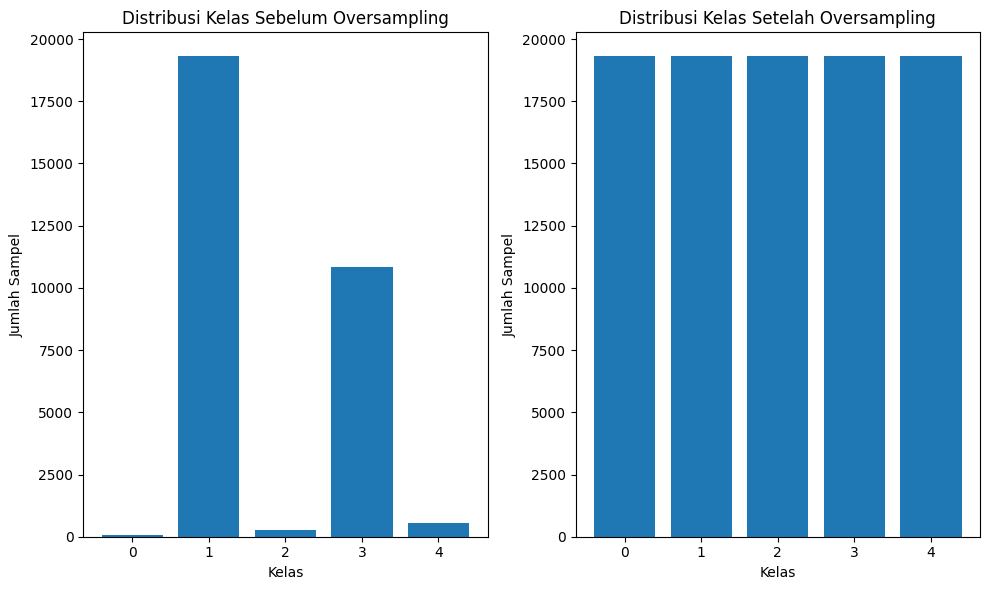 Distribusi Kelas Sebelum Oversampling
20000
17500
15000
12500
10000
7500
5000
2500
0
Jumlah Sampel
0 1 2 3 4
Kelas
Distribusi Kelas Setelah Oversampling
20000
17500
15000
12500
10000
7500
5000
2500
0
Jumlah Sampel
0 1 2 3 4
Kelas